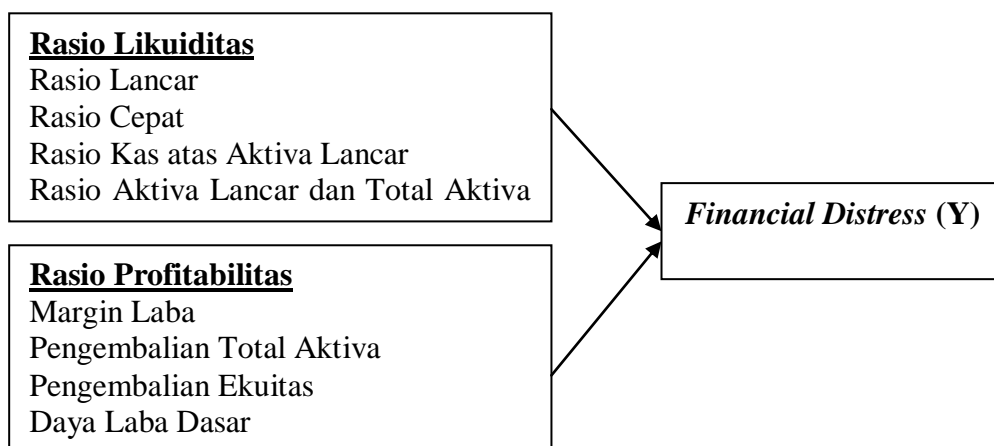 Rasio Likuiditas
Rasio Lancar
Rasio Cepat
Rasio Kas atas Aktiva Lancar
Rasio Aktiva Lancar dan Total Aktiva
Financial Distress (Y)
Rasio Profitabilitas
Margin Laba
Pengembalian Total Aktiva
Pengembalian Ekuitas
Daya Laba Dasar